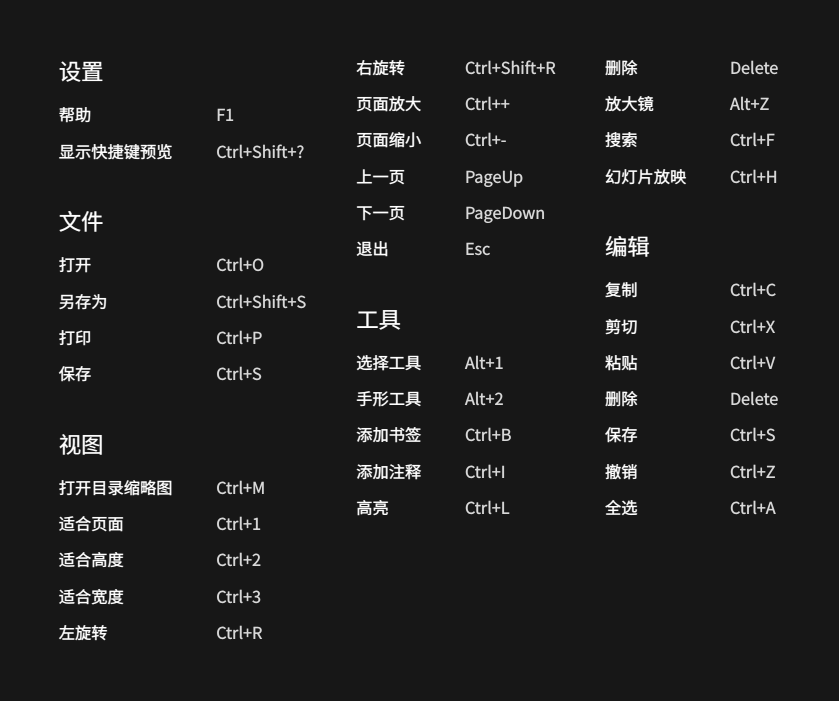 设置
帮助 F1
显示快捷键预览 Ctrl+Shift+?
文件
打开 Ctrl+O
另存为 Ctrl+Shift+S
打印 Ctrl+P
保存 Ctrl+S
视图
打开目录缩略图 Ctrl+M
适合页面 Ctrl+1
适合高度 Ctrl+2
适合宽度 Ctrl+3
左旋转 Ctrl+R
右旋转 Ctrl+Shift+R
页面放大 Ctrl++
页面缩小 Ctrl+-
上一页 PageUp
下一页 PageDown
退出 Esc
工具
选择工具 Alt+1
手形工具 Alt+2
添加书签 Ctrl+B
添加注释 Ctrl+I
高亮 Ctrl+L
删除 Delete
放大镜 Alt+Z
搜索 Ctrl+F
幻灯片放映 Ctrl+H
编辑
复制 Ctrl+C
剪切 Ctrl+X
粘贴 Ctrl+V
删除 Delete
保存 Ctrl+S
撤销 Ctrl+Z
全选 Ctrl+A